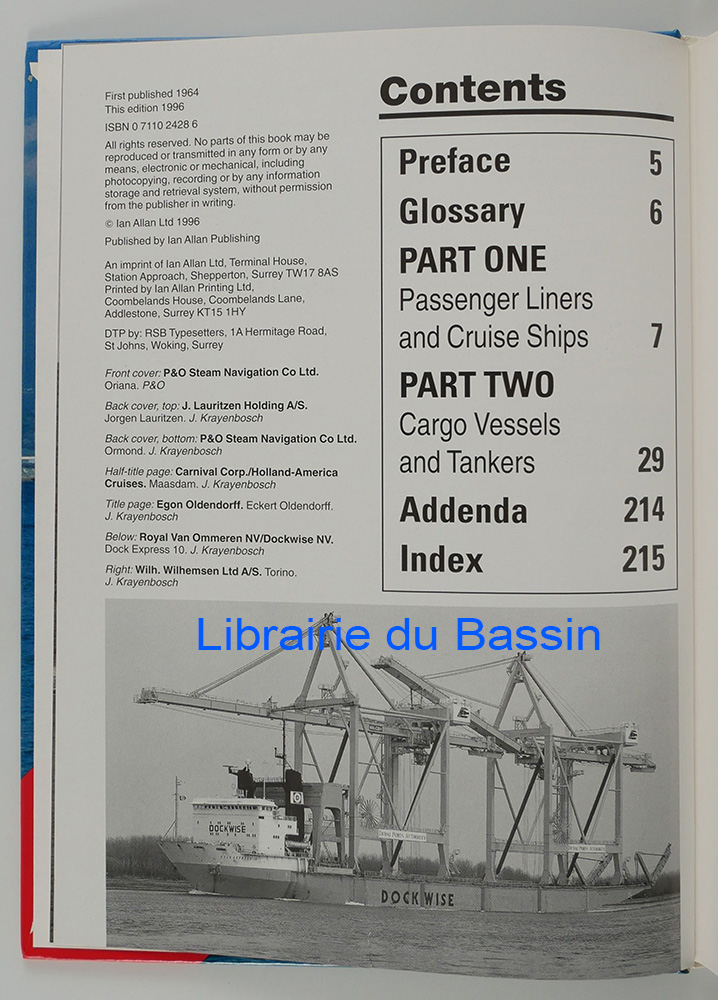 First published 1964
This edition 1996
ISBN 0 7110 2428 6
All rights reserved. No parts of this book may be
reproduced or transmitted in any form or by any
means, electronic or mechanical, including
photocopying, recording or by any information
storage and retrieval system, without permission
from the publisher in writing.
© Ian Allan Ltd 1996
Published by Ian Allan Publishing
An imprint of Ian Allan Ltd, Terminal House,
Station Approach, Shepperton, Surrey TW17 8AS
Printed by Ian Allan Printing Ltd,
Coombelands House, Coombelands Lane,
Addlestone, Surrey KT15 1HY
DTP by: RSB Typesetters, 1A Hermitage Road,
St Johns, Woking, Surrey
Front cover: P&O Steam Navigation Co Ltd.
Oriana. P&O
Back cover, top: J. Lauritzen Holding A/S.
Jorgen Lauritzen. J. Krayenbosch
Back cover, bottom: P&O Steam Navigation Co Ltd.
Ormond. J. Krayenbosch
Half-title page: Carnival Corp./Holland-America
Cruises. Maasdam. J. Krayenbosch
Title page: Egon Oldendorff. Eckert Oldendorff.
J. Krayenbosch
Below: Royal Van Ommeren NV/Dockwise NV.
Dock Express 10. J. Krayenbosch
Right: Wilh. Wilhemsen Ltd A/S. Torino.
J. Krayenbosch
Contents
Preface 5
Glossary 6
PART ONE
Passenger Liners
and Cruise Ships 7
PART TWO
Cargo Vessels
and Tankers 29
Addenda 214
Index 215
Librairie du Bassin
DOCKWISE
DOCKWISE